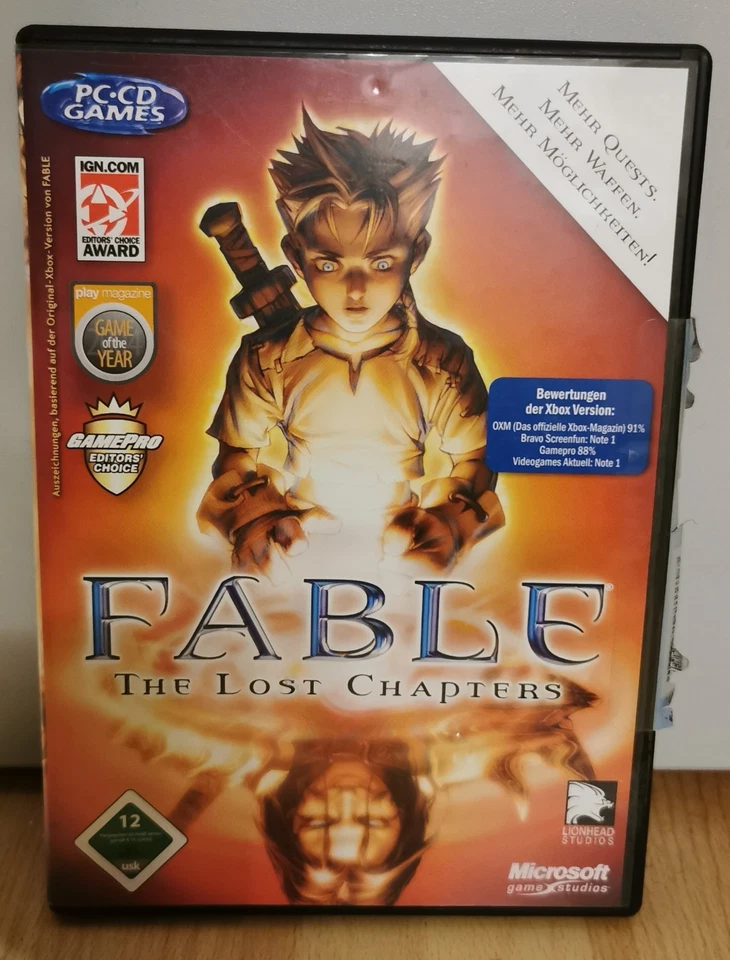 PC·CD
GAMES
MEHR QUESTS.
MEHR WAFFEN.
MEHR MÖGLICHKEITEN!
IGN.COM
EDITORS' CHOICE
AWARD
play magazine
GAME
of the
YEAR
GAMEPRO
EDITORS'
CHOICE
Auszeichnungen, basierend auf der Original-Xbox-Version von FABLE
Bewertungen
der Xbox Version:
OXM (Das offizielle Xbox-Magazin) 91%
Bravo Screenfun: Note 1
Gamepro 88%
Videogames Aktuell: Note 1
FABLE®
THE LOST CHAPTERS
12
usk
LIONHEAD
STUDIOS
Microsoft
game studios